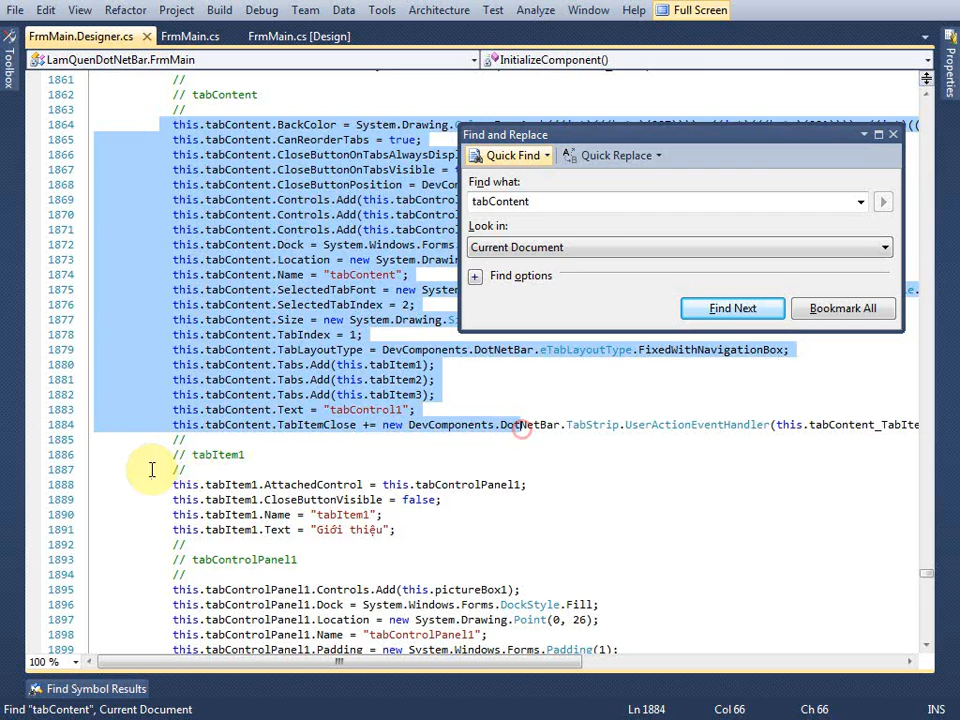 File Edit View Refactor Project Build Debug Team Data Tools Architecture Test Analyze Window Help Full Screen
FrmMain.Designer.cs FrmMain.cs FrmMain.cs [Design]
LamQuenDotNetBar.FrmMain InitializeComponent()
Toolbox
Properties
1861 //
1862 // tabContent
1863 //
1864 this.tabContent.BackColor = System.Drawing.
1865 this.tabContent.CanReorderTabs = true;
1866 this.tabContent.CloseButtonOnTabsAlwaysDispl
1867 this.tabContent.CloseButtonOnTabsVisible =
1868 this.tabContent.CloseButtonPosition = DevCom
1869 this.tabContent.Controls.Add(this.tabControl
1870 this.tabContent.Controls.Add(this.tabControl
1871 this.tabContent.Controls.Add(this.tabControl
1872 this.tabContent.Dock = System.Windows.Forms.
1873 this.tabContent.Location = new System.Drawin
1874 this.tabContent.Name = "tabContent";
1875 this.tabContent.SelectedTabFont = new System
1876 this.tabContent.SelectedTabIndex = 2;
1877 this.tabContent.Size = new System.Drawing.
1878 this.tabContent.TabIndex = 1;
1879 this.tabContent.TabLayoutType = DevComponents.DotNetBar.eTabLayoutType.FixedWithNavigationBox;
1880 this.tabContent.Tabs.Add(this.tabItem1);
1881 this.tabContent.Tabs.Add(this.tabItem2);
1882 this.tabContent.Tabs.Add(this.tabItem3);
1883 this.tabContent.Text = "tabControl1";
1884 this.tabContent.TabItemClose += new DevComponents.DotNetBar.TabStrip.UserActionEventHandler(this.tabContent_TabIte
1885 //
1886 // tabItem1
1887 //
1888 this.tabItem1.AttachedControl = this.tabControlPanel1;
1889 this.tabItem1.CloseButtonVisible = false;
1890 this.tabItem1.Name = "tabItem1";
1891 this.tabItem1.Text = "Giới thiệu";
1892 //
1893 // tabControlPanel1
1894 //
1895 this.tabControlPanel1.Controls.Add(this.pictureBox1);
1896 this.tabControlPanel1.Dock = System.Windows.Forms.DockStyle.Fill;
1897 this.tabControlPanel1.Location = new System.Drawing.Point(0, 26);
1898 this.tabControlPanel1.Name = "tabControlPanel1";
1899 this.tabControlPanel1.Padding = new System.Windows.Forms.Padding(1);
Find and Replace
Quick Find Quick Replace
Find what:
tabContent
Look in:
Current Document
Find options
Find Next Bookmark All
100 %
Find Symbol Results
Find "tabContent", Current Document Ln 1884 Col 66 Ch 66 INS